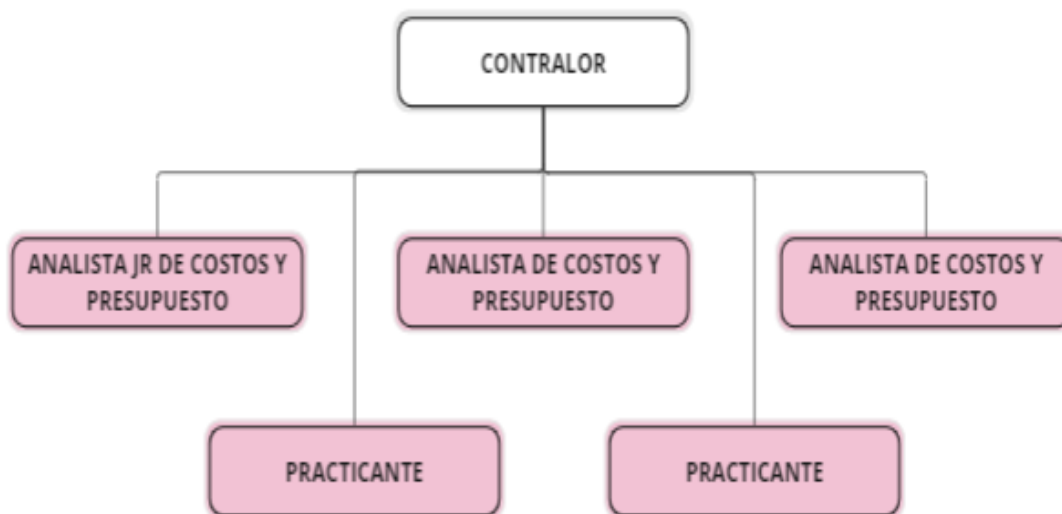 CONTRALOR
ANALISTA JR DE COSTOS Y
PRESUPUESTO
ANALISTA DE COSTOS Y
PRESUPUESTO
ANALISTA DE COSTOS Y
PRESUPUESTO
PRACTICANTE
PRACTICANTE